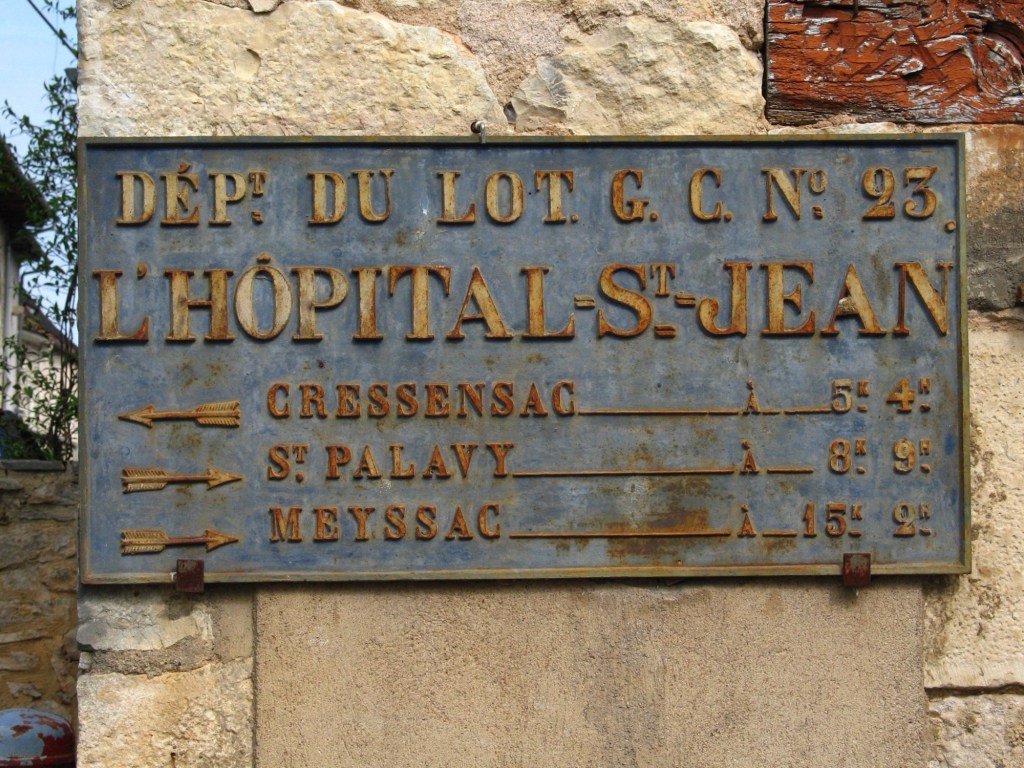 DÉPT. DU LOT. G. C. No. 23.
L'HÔPITAL-ST-JEAN
CRESSENSAC À 5K. 4H.
ST. PALAVY À 8K. 9H.
MEYSSAC À 15K. 2H.